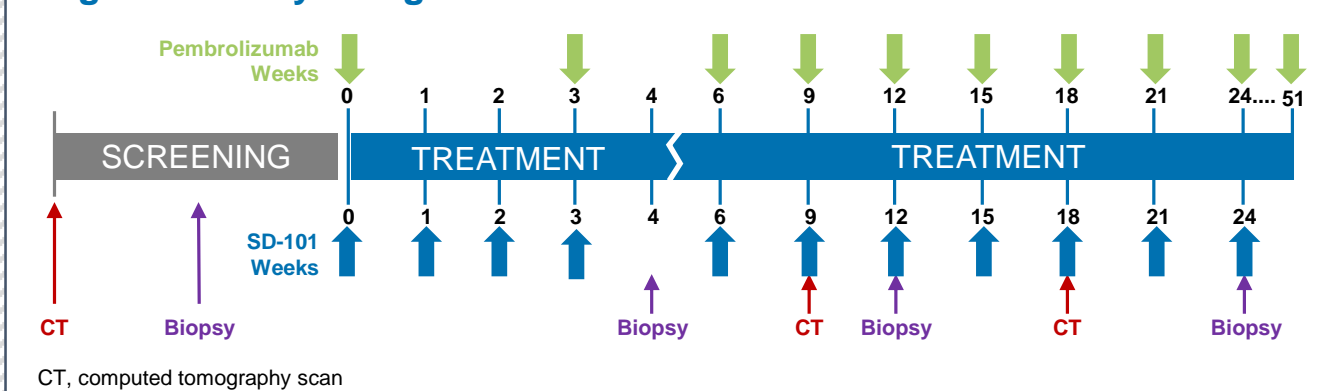 Pembrolizumab
Weeks
0 1 2 3 4 6 9 12 15 18 21 24.... 51
SCREENING TREATMENT TREATMENT
0 1 2 3 4 6 9 12 15 18 21 24
SD-101
Weeks
CT Biopsy Biopsy CT Biopsy CT Biopsy
CT, computed tomography scan